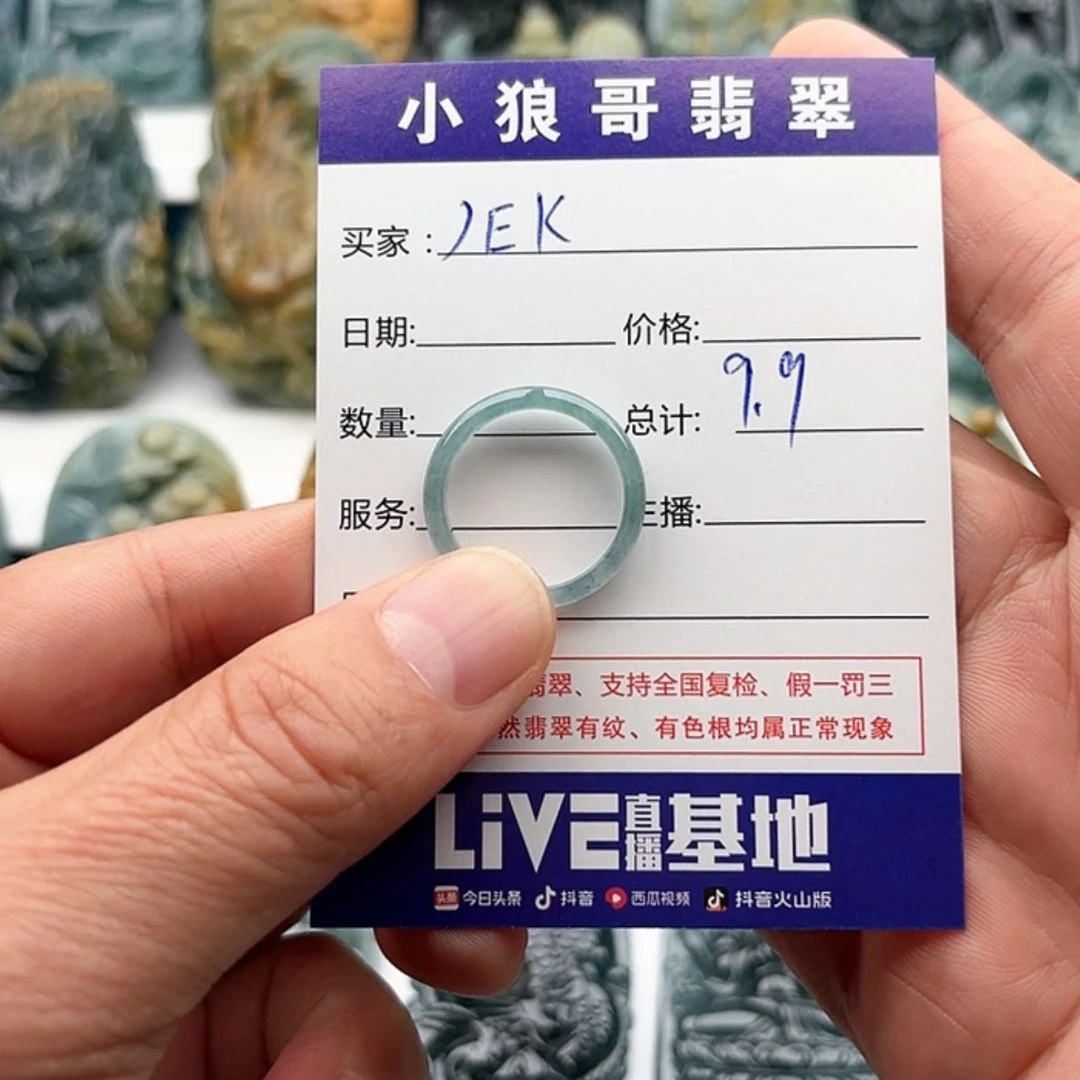 小狼哥翡翠
买家：JEK
日期: 价格:
9.9
数量: 总计:
服务: 主播:
翡翠、支持全国复检、假一罚三
然翡翠有纹、有色根均属正常现象
LiVE直播基地
头条 今日头条 抖音 西瓜视频 抖音火山版